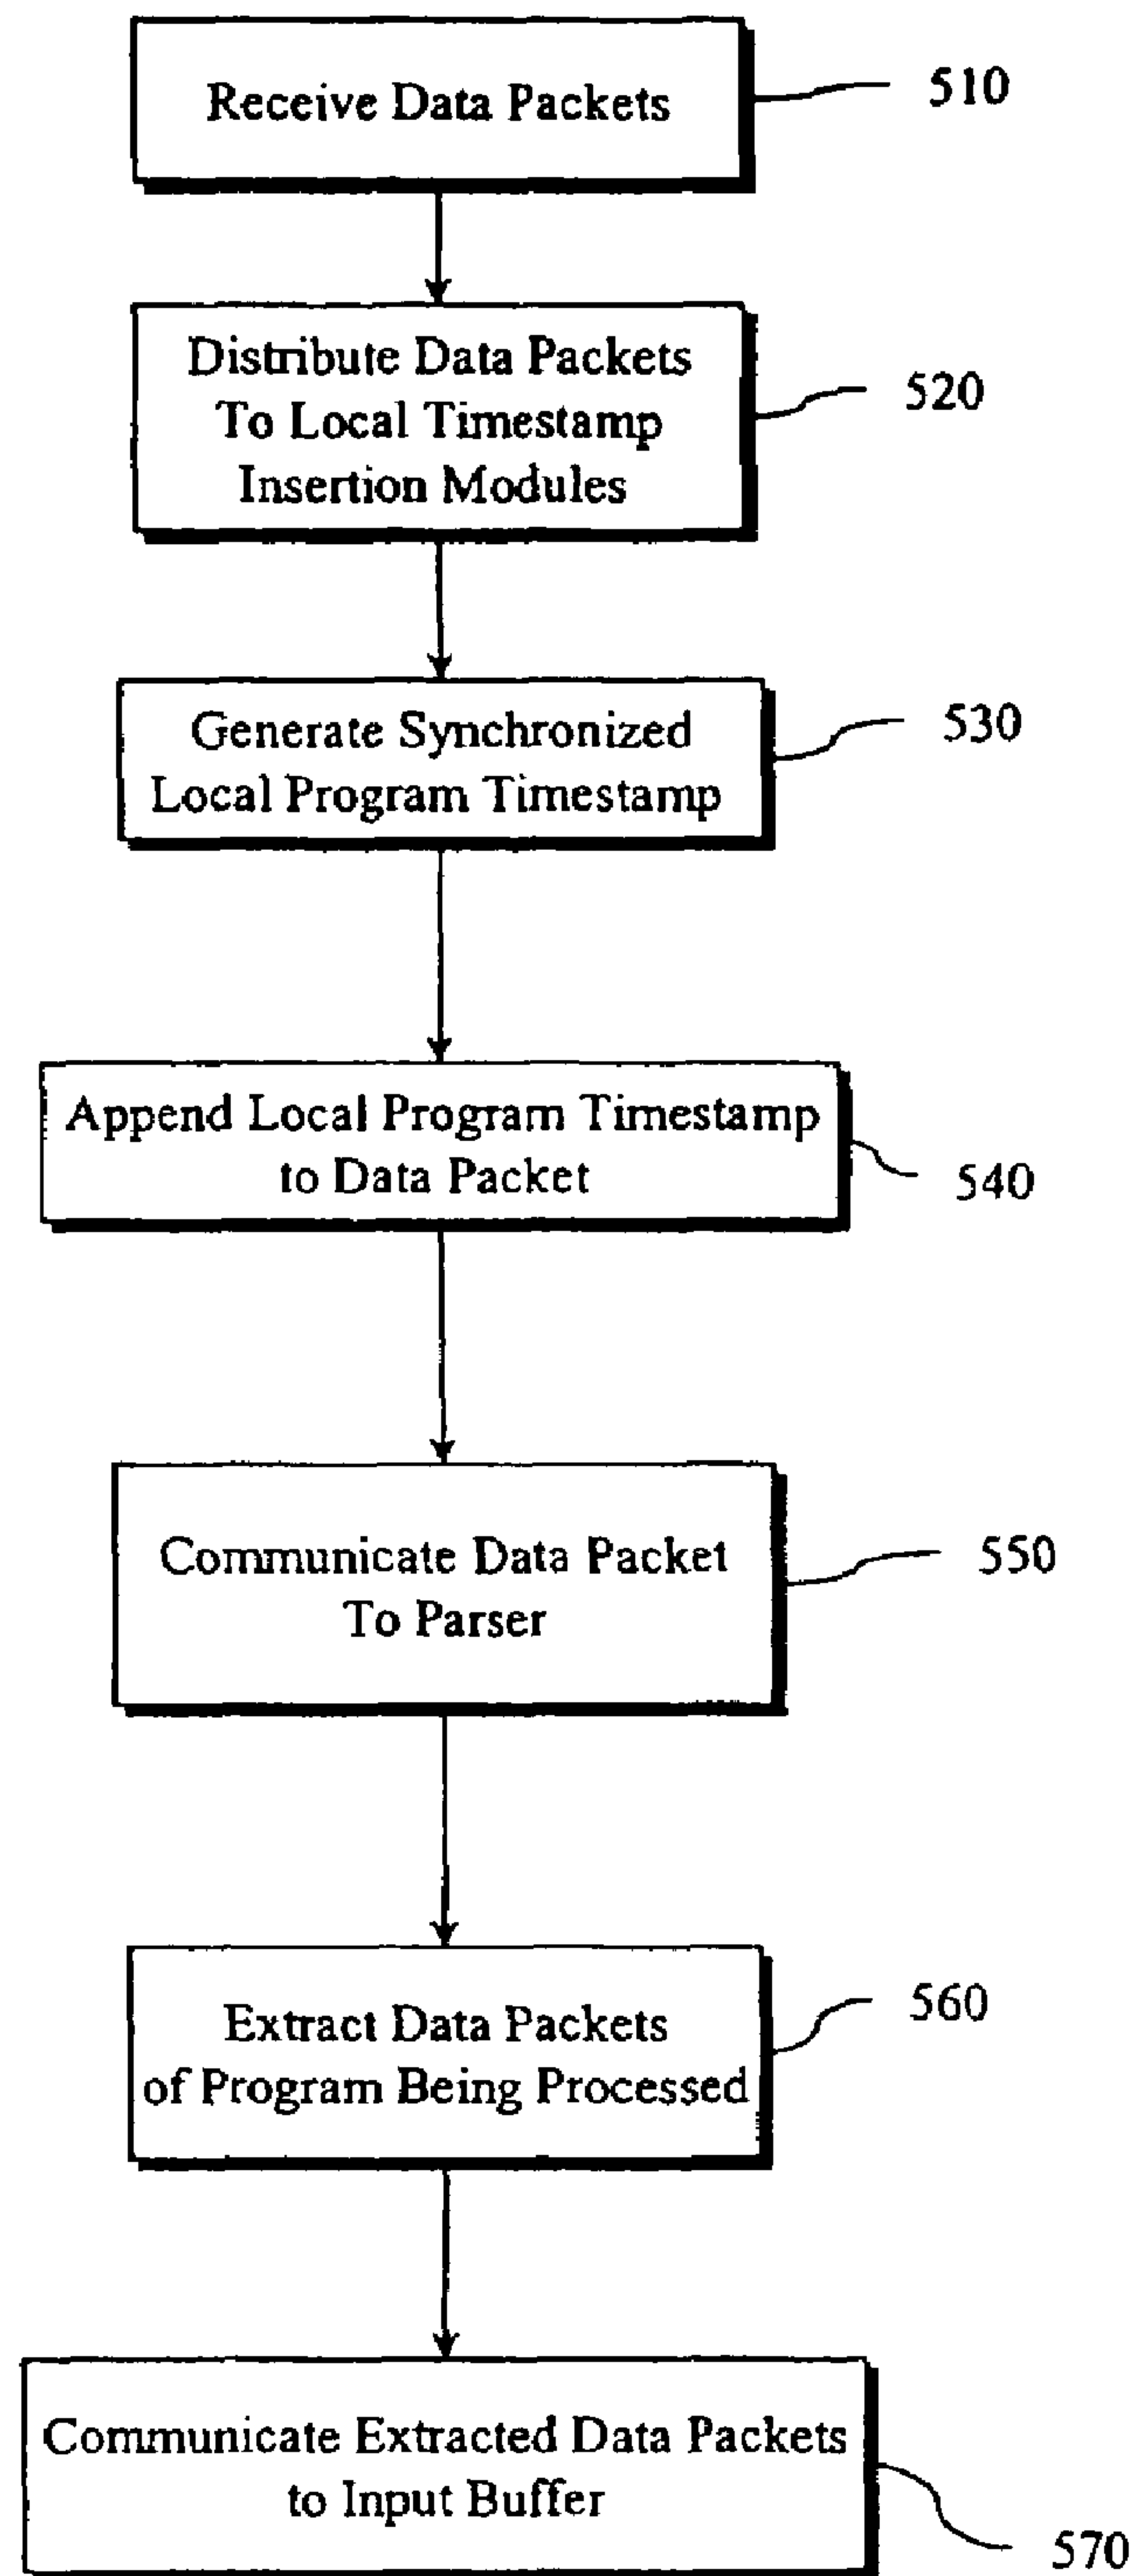 Receive Data Packets
510
Distribute Data Packets
To Local Timestamp
Insertion Modules
520
Generate Synchronized
Local Program Timestamp
530
Append Local Program Timestamp
to Data Packet
540
Communicate Data Packet
To Parser
550
Extract Data Packets
of Program Being Processed
560
Communicate Extracted Data Packets
to Input Buffer
570